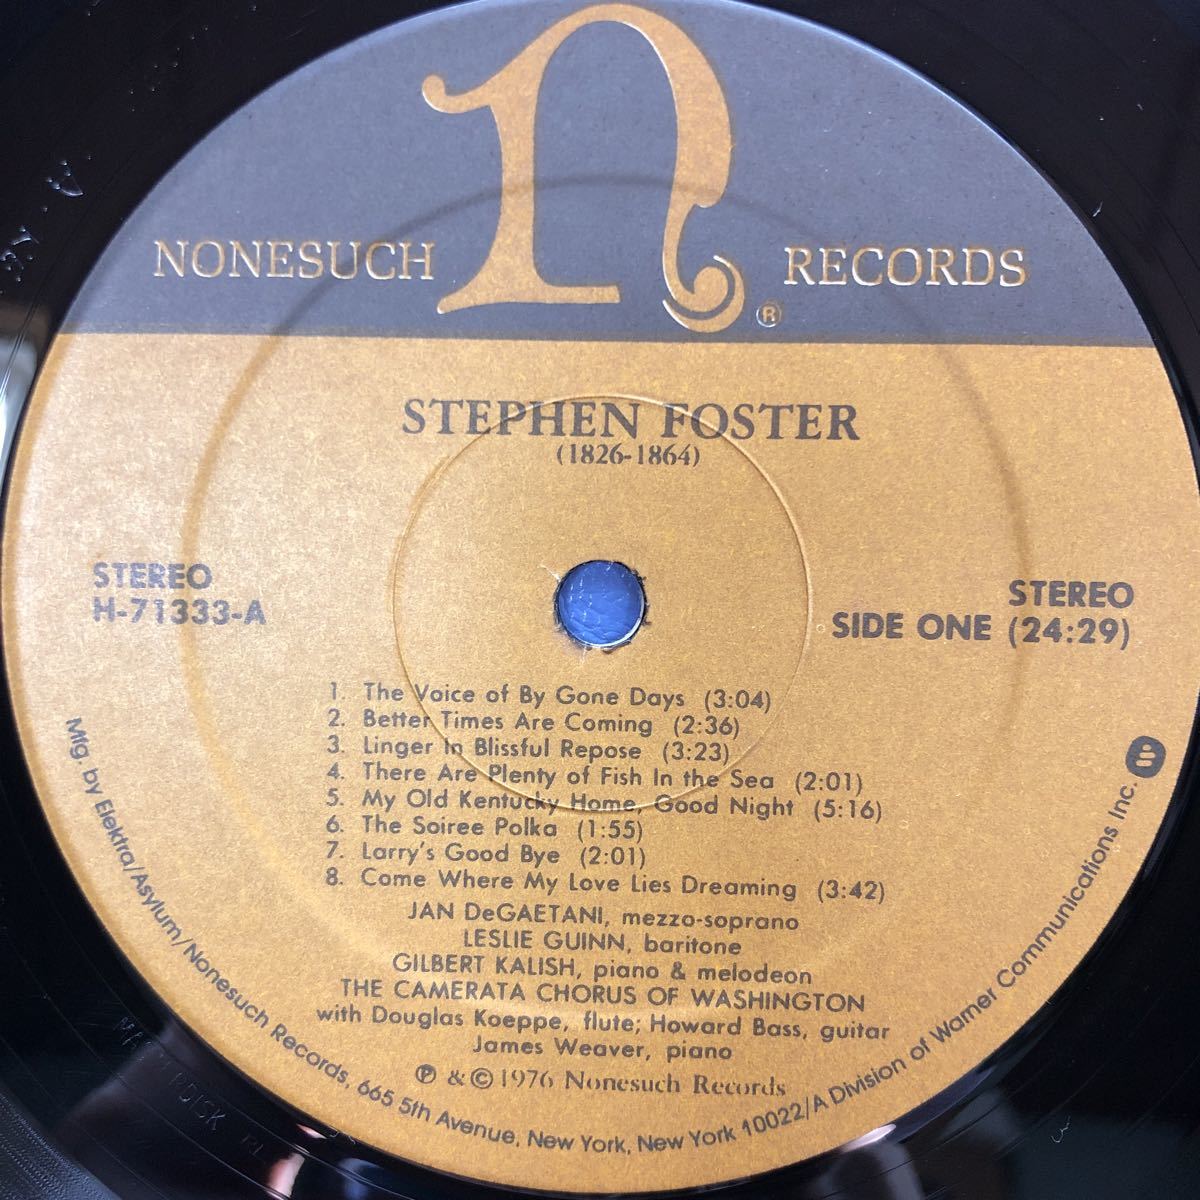 n
NONESUCH RECORDS
®
STEPHEN FOSTER
(1826-1864)
STEREO
H-71333-A
STEREO
SIDE ONE (24:29)
1. The Voice of By Gone Days (3:04)
2. Better Times Are Coming (2:36)
3. Linger In Blissful Repose (3:23)
4. There Are Plenty of Fish In the Sea (2:01)
5. My Old Kentucky Home, Good Night (5:16)
6. The Soiree Polka (1:55)
7. Larry's Good Bye (2:01)
8. Come Where My Love Lies Dreaming (3:42)
JAN DeGAETANI, mezzo-soprano
LESLIE GUINN, baritone
GILBERT KALISH, piano & melodeon
THE CAMERATA CHORUS OF WASHINGTON
with Douglas Koeppe, flute; Howard Bass, guitar
James Weaver, piano
℗ & © 1976 Nonesuch Records
Mfg. by Elektra/Asylum/Nonesuch Records, 665 5th Avenue, New York, New York 10022/A Division of Warner Communications Inc. 8